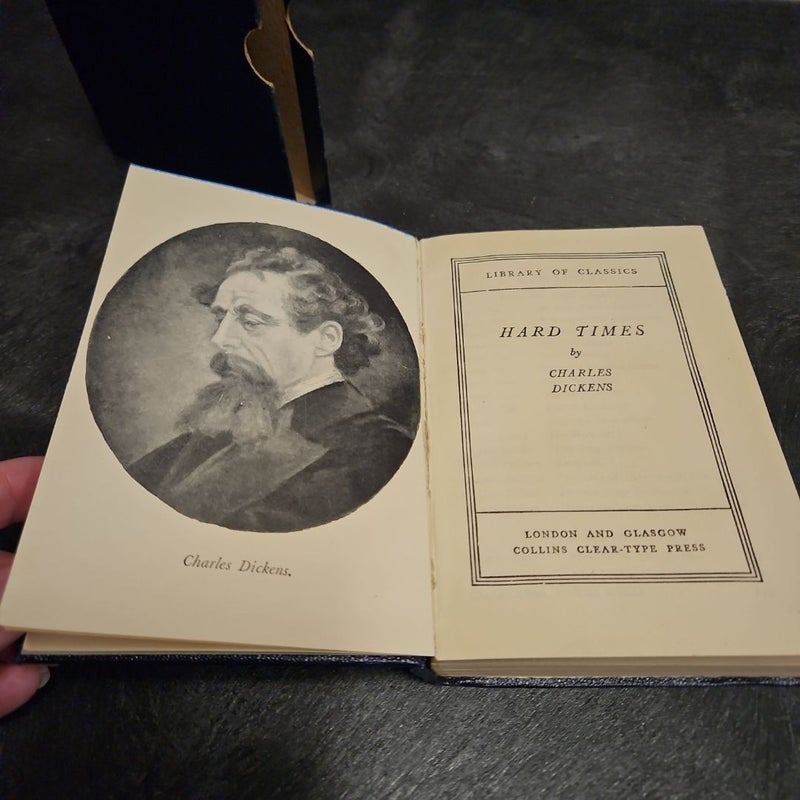 Charles Dickens.
LIBRARY OF CLASSICS
HARD TIMES
by
CHARLES
DICKENS
LONDON AND GLASGOW
COLLINS CLEAR-TYPE PRESS